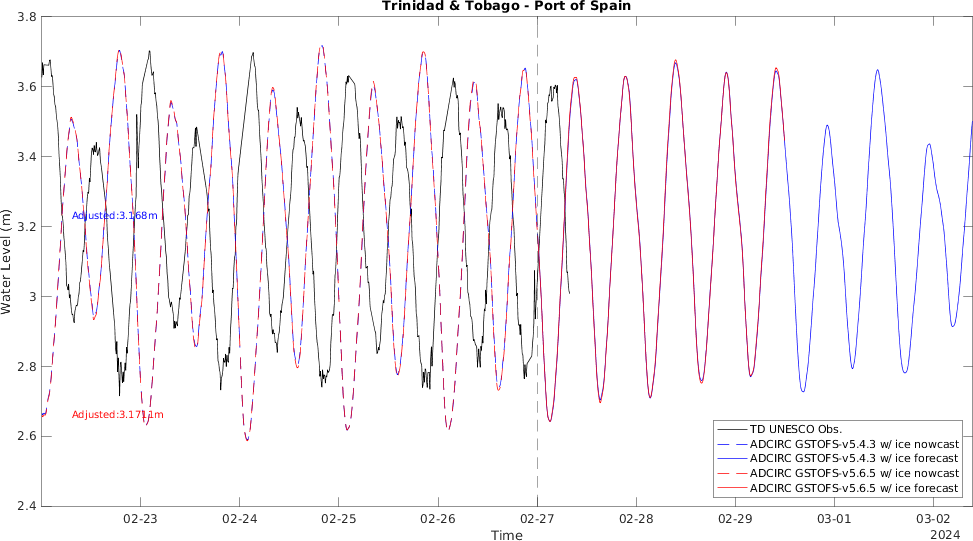 Trinidad & Tobago - Port of Spain
3.8
3.6
3.4
3.2
3
2.8
2.6
2.4
Water Level (m)
Adjusted:3.168m
Adjusted:3.1711m
TD UNESCO Obs.
ADCIRC GSTOFS-v5.4.3 w/ ice nowcast
ADCIRC GSTOFS-v5.4.3 w/ ice forecast
ADCIRC GSTOFS-v5.6.5 w/ ice nowcast
ADCIRC GSTOFS-v5.6.5 w/ ice forecast
02-23 02-24 02-25 02-26 02-27 02-28 02-29 03-01 03-02
2024
Time